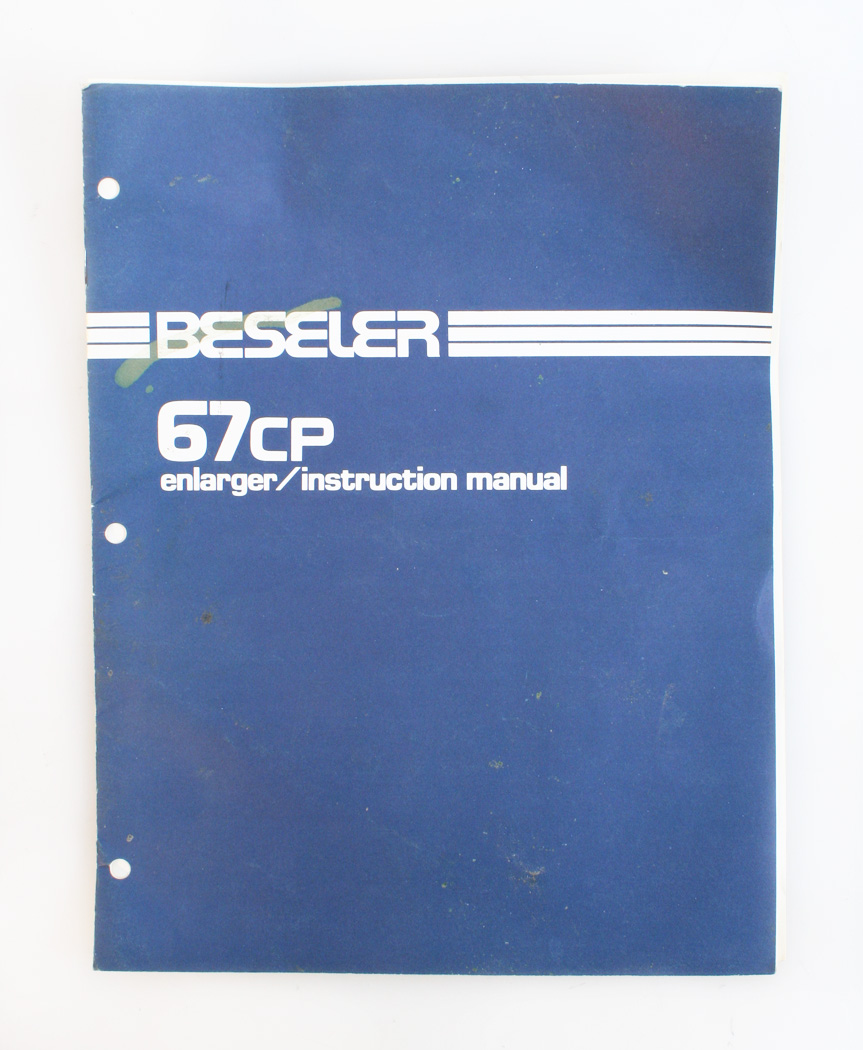 BESELER
67CP
enlarger/instruction manual